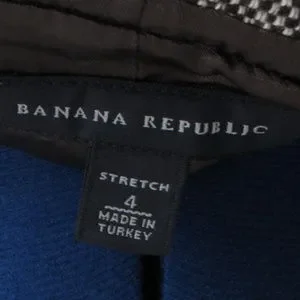 BANANA REPUBLIC
STRETCH
4
MADE IN
TURKEY